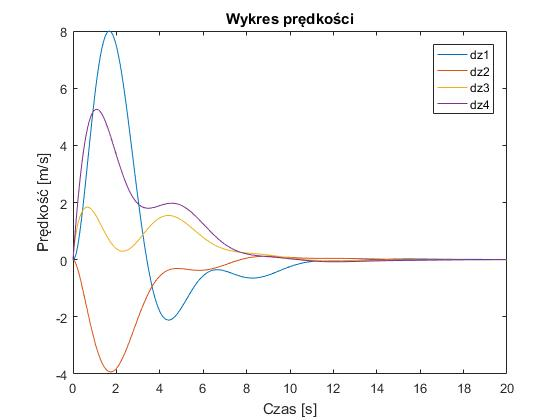 Wykres prędkości
8
6
4
2
0
-2
-4
Prędkość [m/s]
dz1
dz2
dz3
dz4
0 2 4 6 8 10 12 14 16 18 20
Czas [s]